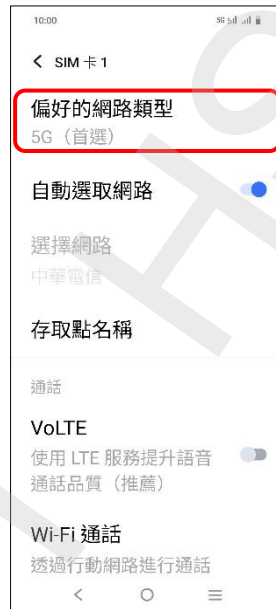 10:00
5G
SIM 卡 1
偏好的網路類型
5G（首選）
自動選取網路
選擇網路
中華電信
存取點名稱
通話
VoLTE
使用 LTE 服務提升語音
通話品質（推薦）
Wi-Fi 通話
透過行動網路進行通話